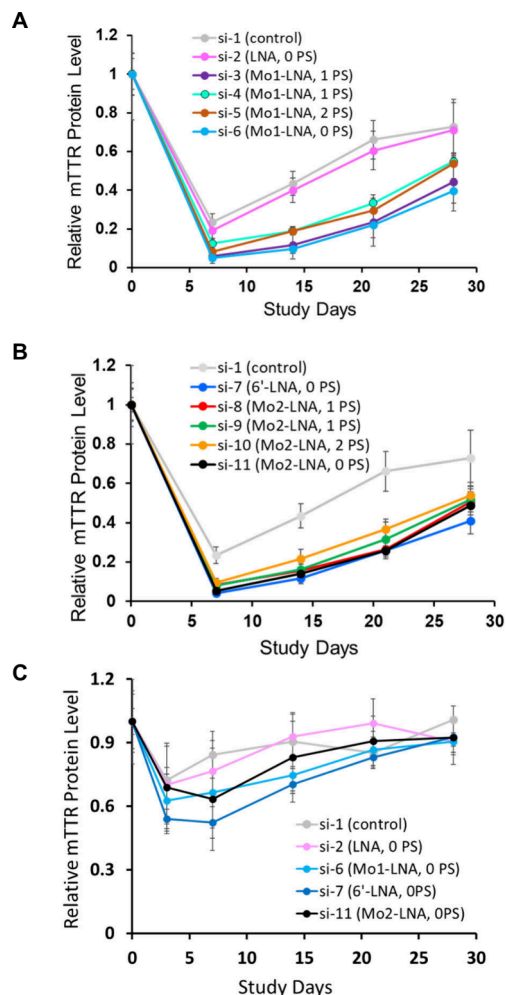 A
Relative mTTR Protein Level
1.2
1
0.8
0.6
0.4
0.2
0
si-1 (control)
si-2 (LNA, 0 PS)
si-3 (Mo1-LNA, 1 PS)
si-4 (Mo1-LNA, 1 PS)
si-5 (Mo1-LNA, 2 PS)
si-6 (Mo1-LNA, 0 PS)
0 5 10 15 20 25 30
Study Days
B
Relative mTTR Protein Level
1.2
1
0.8
0.6
0.4
0.2
0
si-1 (control)
si-7 (6'-LNA, 0 PS)
si-8 (Mo2-LNA, 1 PS)
si-9 (Mo2-LNA, 1 PS)
si-10 (Mo2-LNA, 2 PS)
si-11 (Mo2-LNA, 0 PS)
0 5 10 15 20 25 30
Study Days
C
Relative mTTR Protein Level
1.2
0.9
0.6
0.3
0
si-1 (control)
si-2 (LNA, 0 PS)
si-6 (Mo1-LNA, 0 PS)
si-7 (6'-LNA, 0PS)
si-11 (Mo2-LNA, 0PS)
0 5 10 15 20 25 30
Study Days